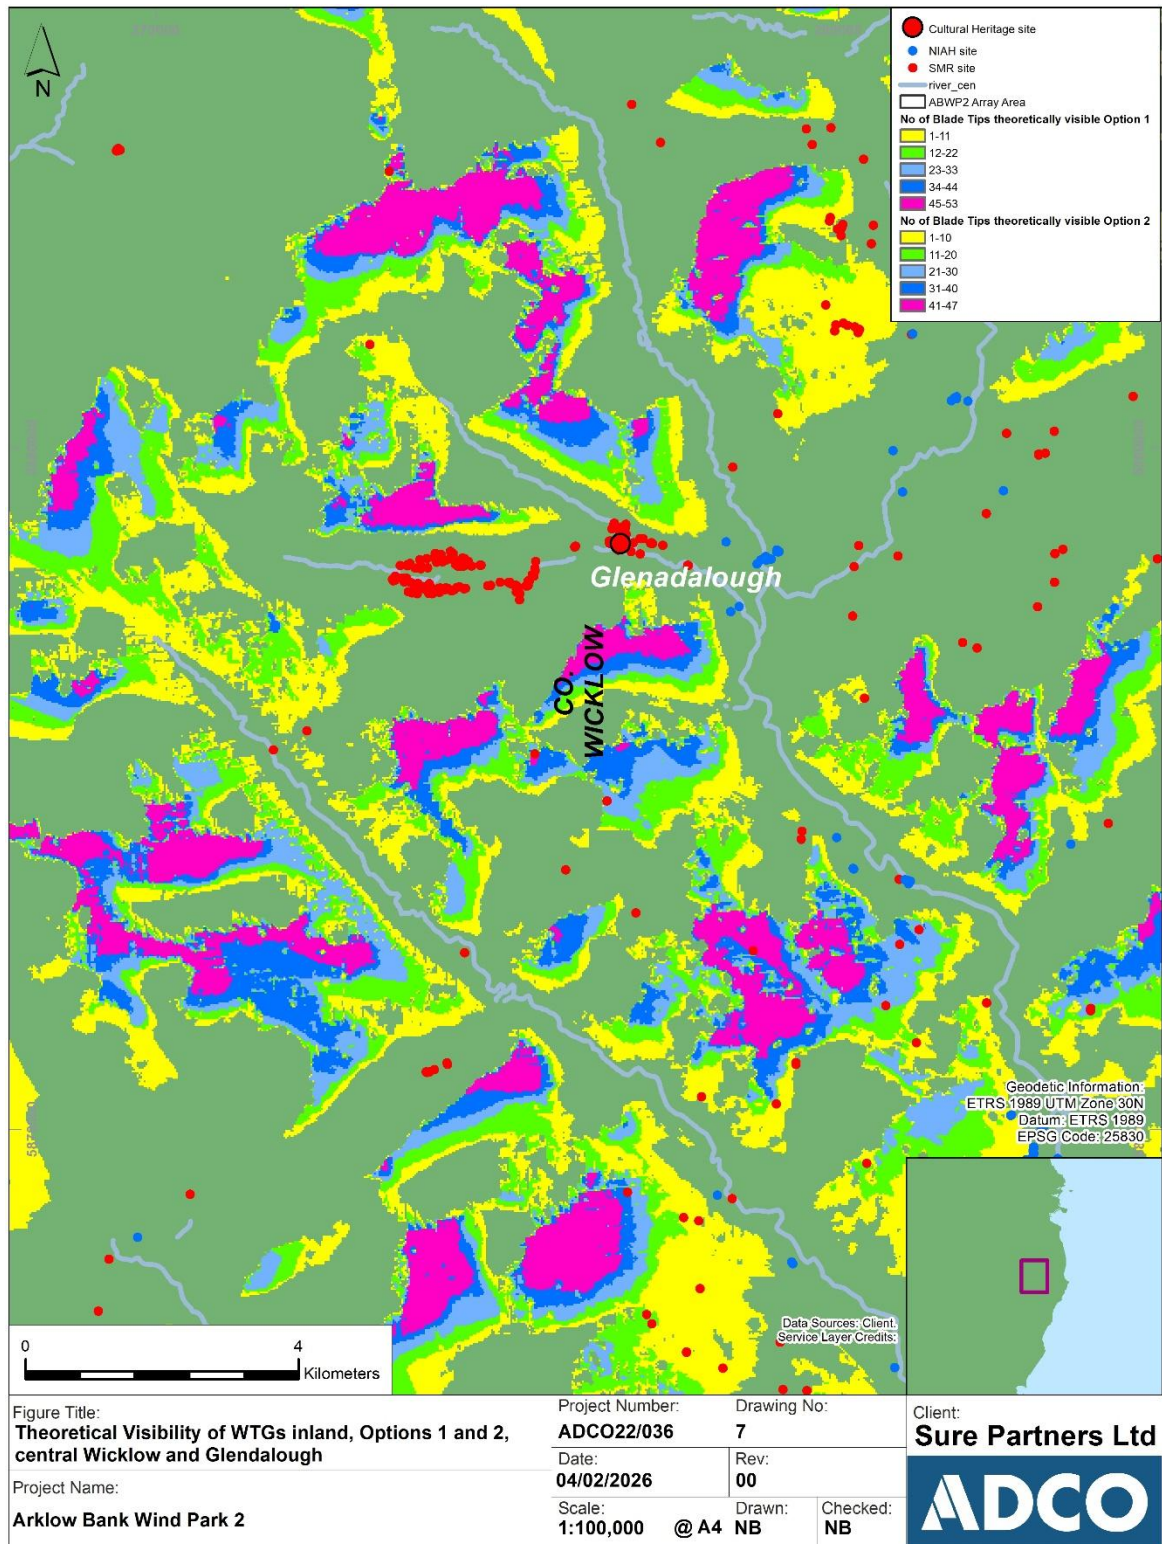 N
Cultural Heritage site
NIAH site
SMR site
river_cen
ABWP2 Array Area
No of Blade Tips theoretically visible Option 1
1-11
12-22
23-33
34-44
45-53
No of Blade Tips theoretically visible Option 2
1-10
11-20
21-30
31-40
41-47
Glenadalough
CO.
WICKLOW
Geodetic Information:
ETRS 1989 UTM Zone 30N
Datum: ETRS 1989
EPSG Code: 25830
Data Sources: Client.
Service Layer Credits:
0 4
Kilometers
Figure Title:
Theoretical Visibility of WTGs inland, Options 1 and 2,
central Wicklow and Glendalough
Project Name:
Arklow Bank Wind Park 2
Project Number:
ADCO22/036
Drawing No:
7
Date:
04/02/2026
Rev:
00
Scale:
1:100,000 @ A4
Drawn:
NB
Checked:
NB
Client:
Sure Partners Ltd
ADCO